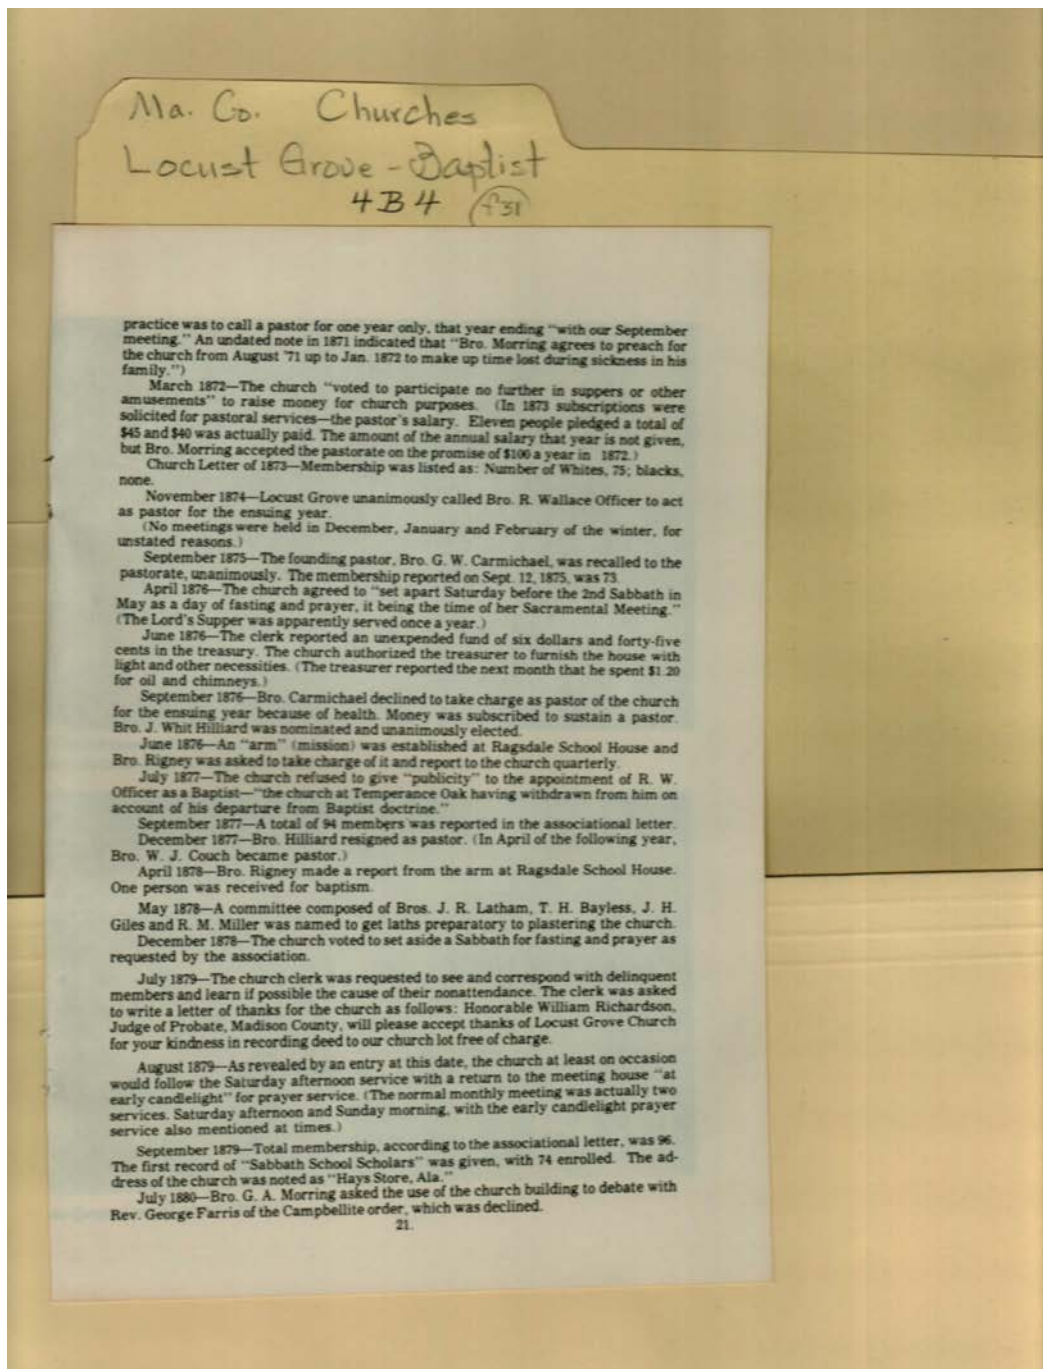 Ma. Co. Churches
Locust Grove - Baptist
4B4 f31
practice was to call a pastor for one year only, that year ending "with our September
meeting." An undated note in 1871 indicated that "Bro. Morring agrees to preach for
the church from August '71 up to Jan. 1872 to make up time lost during sickness in his
family.")
March 1872—The church "voted to participate no further in suppers or other
amusements" to raise money for church purposes. (In 1873 subscriptions were
solicited for pastoral services—the pastor's salary. Eleven people pledged a total of
$45 and $40 was actually paid. The amount of the annual salary that year is not given,
but Bro. Morring accepted the pastorate on the promise of $100 a year in 1872.)
Church Letter of 1873—Membership was listed as: Number of Whites, 75; blacks,
none.
November 1874—Locust Grove unanimously called Bro. R. Wallace Officer to act
as pastor for the ensuing year.
(No meetings were held in December, January and February of the winter, for
unstated reasons.)
September 1875—The founding pastor, Bro. G. W. Carmichael, was recalled to the
pastorate, unanimously. The membership reported on Sept. 12, 1875, was 73.
April 1876—The church agreed to "set apart Saturday before the 2nd Sabbath in
May as a day of fasting and prayer, it being the time of her Sacramental Meeting."
(The Lord's Supper was apparently served once a year.)
June 1876—The clerk reported an unexpended fund of six dollars and forty-five
cents in the treasury. The church authorized the treasurer to furnish the house with
light and other necessities. (The treasurer reported the next month that he spent $1.20
for oil and chimneys.)
September 1876—Bro. Carmichael declined to take charge as pastor of the church
for the ensuing year because of health. Money was subscribed to sustain a pastor.
Bro. J. Whit Hilliard was nominated and unanimously elected.
June 1876—An "arm" (mission) was established at Ragsdale School House and
Bro. Rigney was asked to take charge of it and report to the church quarterly.
July 1877—The church refused to give "publicity" to the appointment of R. W.
Officer as a Baptist—"the church at Temperance Oak having withdrawn from him on
account of his departure from Baptist doctrine."
September 1877—A total of 94 members was reported in the associational letter.
December 1877—Bro. Hilliard resigned as pastor. (In April of the following year,
Bro. W. J. Couch became pastor.)
April 1878—Bro. Rigney made a report from the arm at Ragsdale School House.
One person was received for baptism.
May 1878—A committee composed of Bros. J. R. Latham, T. H. Bayless, J. H.
Giles and R. M. Miller was named to get laths preparatory to plastering the church.
December 1878—The church voted to set aside a Sabbath for fasting and prayer as
requested by the association.
July 1879—The church clerk was requested to see and correspond with delinquent
members and learn if possible the cause of their nonattendance. The clerk was asked
to write a letter of thanks for the church as follows: Honorable William Richardson,
Judge of Probate, Madison County, will please accept thanks of Locust Grove Church
for your kindness in recording deed to our church lot free of charge.
August 1879—As revealed by an entry at this date, the church at least on occasion
would follow the Saturday afternoon service with a return to the meeting house "at
early candlelight" for prayer service. (The normal monthly meeting was actually two
services. Saturday afternoon and Sunday morning, with the early candlelight prayer
service also mentioned at times.)
September 1879—Total membership, according to the associational letter, was 96.
The first record of "Sabbath School Scholars" was given, with 74 enrolled. The ad-
dress of the church was noted as "Hays Store, Ala."
July 1880—Bro. G. A. Morring asked the use of the church building to debate with
Rev. George Farris of the Campbellite order, which was declined.
21.